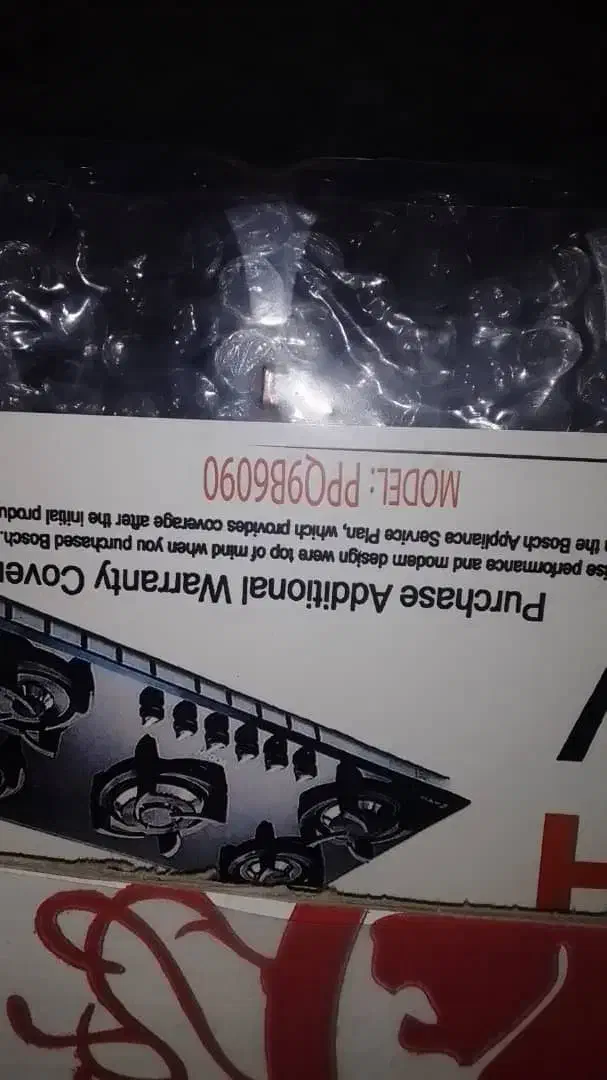 Purchase Additional Warranty Cover
performance and modern design were top of mind when you purchased Bosch.
the Bosch Appliance Service Plan, which provides coverage after the initial produ
MODEL: PPQ9B6090